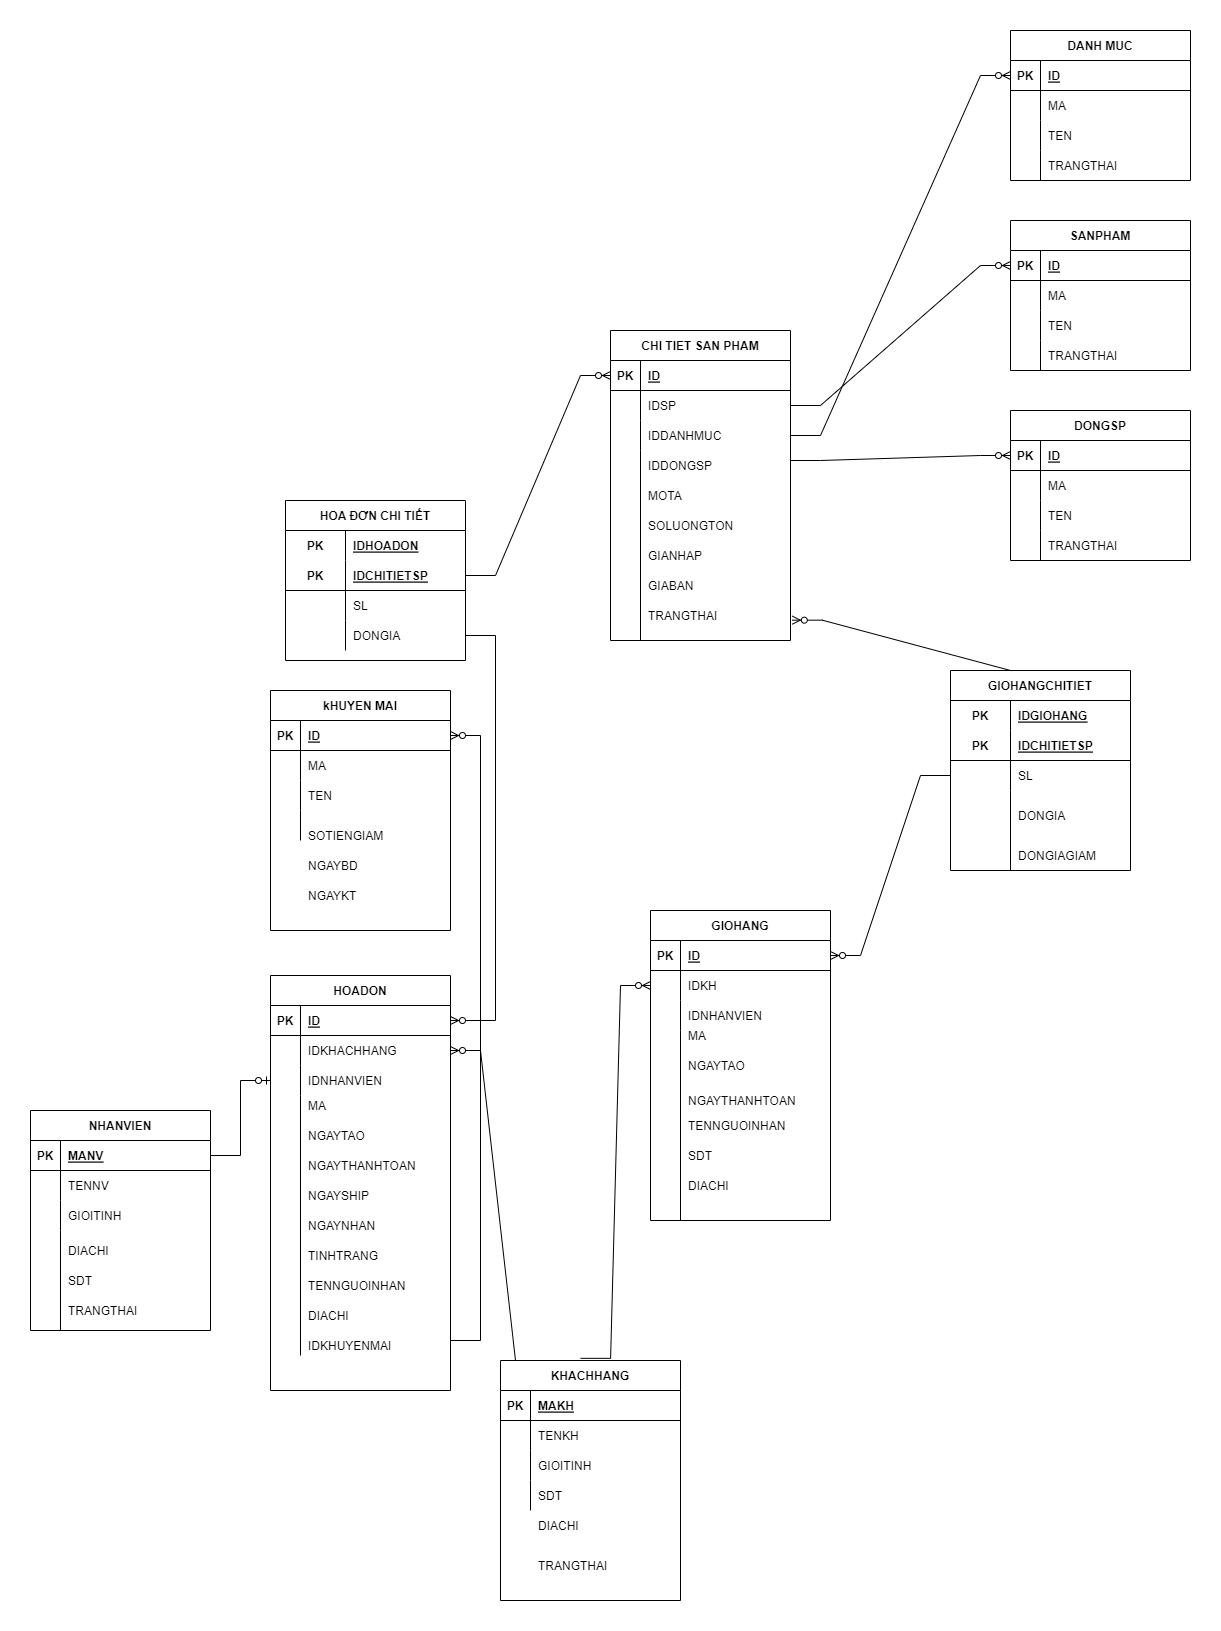 DANH MUC
PK ID
MA
TEN
TRANGTHAI
SANPHAM
PK ID
MA
TEN
TRANGTHAI
CHI TIET SAN PHAM
PK ID
IDSP
IDDANHMUC
IDDONGSP
MOTA
SOLUONGTON
GIANHAP
GIABAN
TRANGTHAI
DONGSP
PK ID
MA
TEN
TRANGTHAI
HOA ĐƠN CHI TIẾT
PK IDHOADON
PK IDCHITIETSP
SL
DONGIA
kHUYEN MAI
PK ID
MA
TEN
SOTIENGIAM
NGAYBD
NGAYKT
GIOHANGCHITIET
PK IDGIOHANG
PK IDCHITIETSP
SL
DONGIA
DONGIAGIAM
GIOHANG
PK ID
IDKH
IDNHANVIEN
MA
NGAYTAO
NGAYTHANHTOAN
TENNGUOINHAN
SDT
DIACHI
HOADON
PK ID
IDKHACHHANG
IDNHANVIEN
MA
NGAYTAO
NGAYTHANHTOAN
NGAYSHIP
NGAYNHAN
TINHTRANG
TENNGUOINHAN
DIACHI
IDKHUYENMAI
NHANVIEN
PK MANV
TENNV
GIOITINH
DIACHI
SDT
TRANGTHAI
KHACHHANG
PK MAKH
TENKH
GIOITINH
SDT
DIACHI
TRANGTHAI